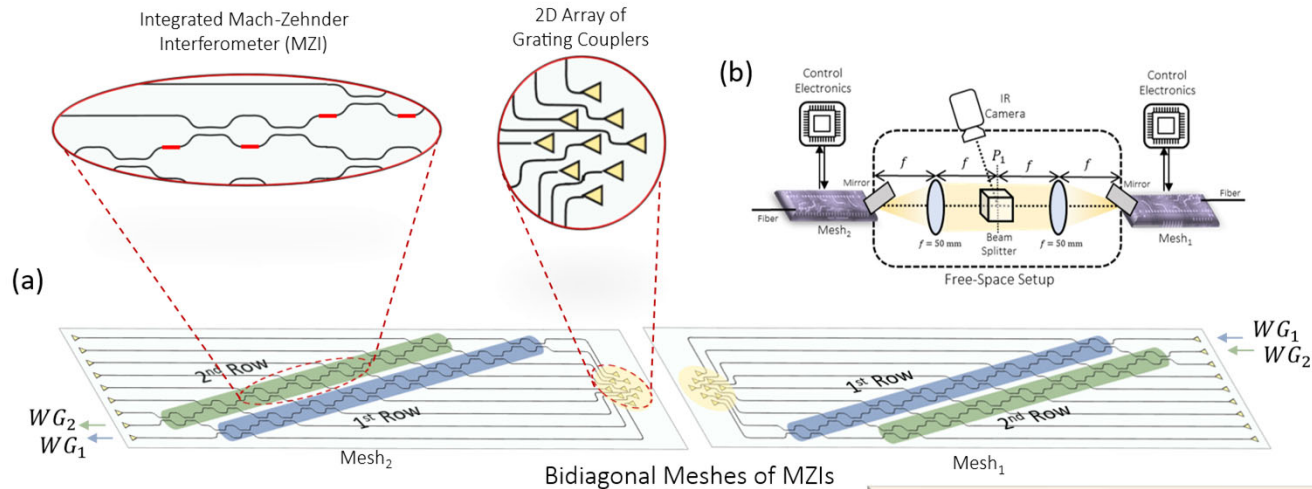 Integrated Mach-Zehnder
Interferometer (MZI)
2D Array of
Grating Couplers
(b)
Control
Electronics
IR
Camera
Control
Electronics
f
f
P₁
f
f
Mirror
Mirror
Fiber
Fiber
Mesh₂
f = 50 mm
Beam
Splitter
f = 50 mm
Mesh₁
Free-Space Setup
(a)
2nd Row
1st Row
WG₂
WG₁
Mesh₂
WG₁
WG₂
1st Row
2nd Row
Mesh₁
Bidiagonal Meshes of MZIs